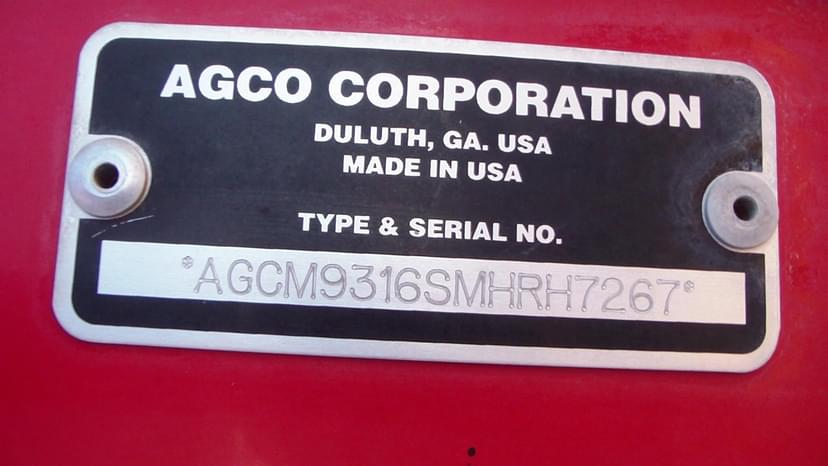 AGCO CORPORATION
DULUTH, GA. USA
MADE IN USA
TYPE & SERIAL NO.
*AGCM9316SMHRH7267*